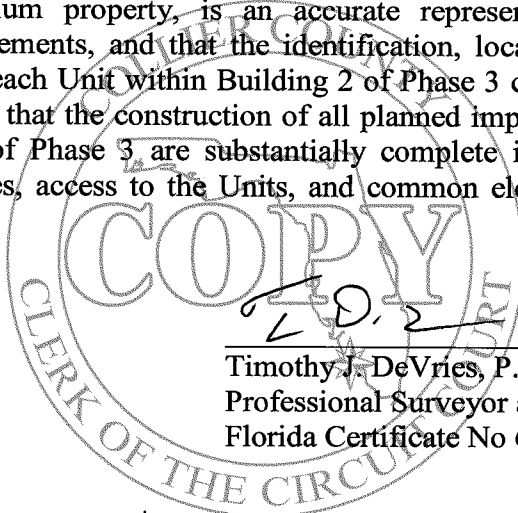 um property, is an accurate represen
ements, and that the identification, loca
each Unit within Building 2 of Phase 3 c
that the construction of all planned imp
of Phase 3 are substantially complete i
es, access to the Units, and common ele
COLLIER COUNTY
COPY
CLERK OF THE CIRCUIT COURT
Timothy J. DeVries, P.
Professional Surveyor a
Florida Certificate No